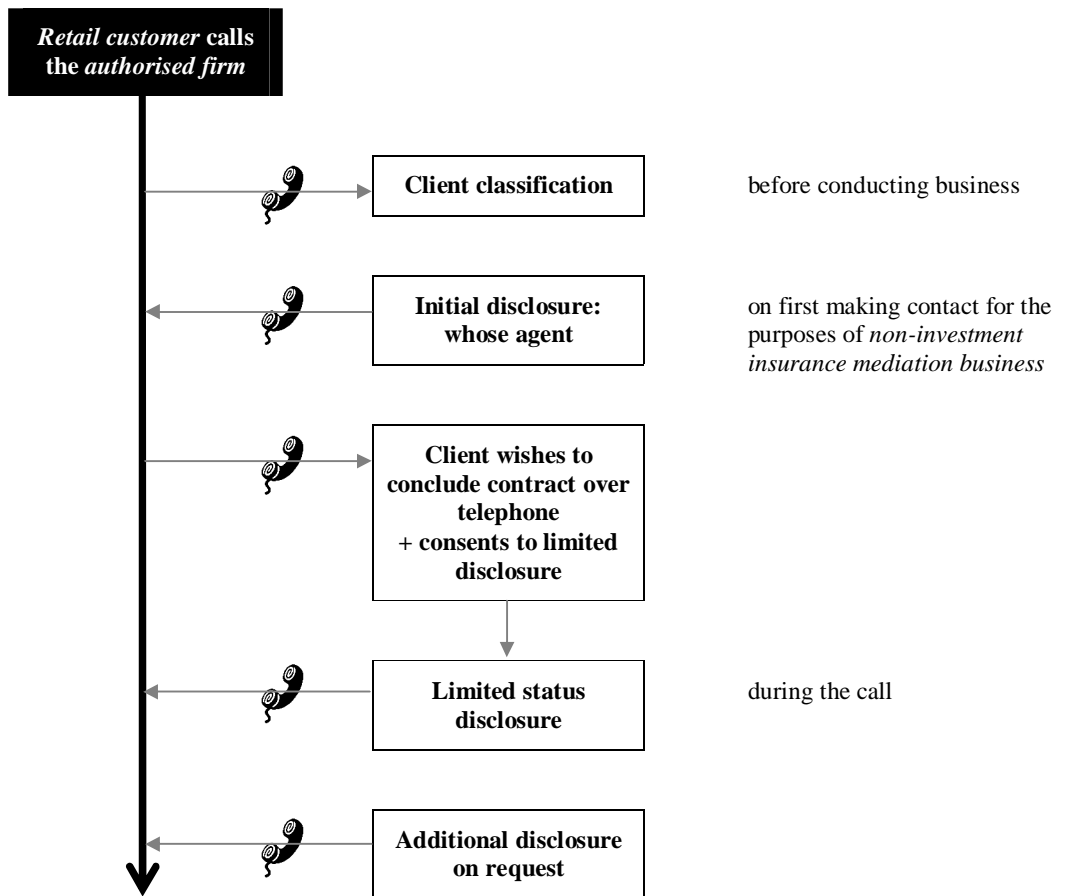 Retail customer calls
the authorised firm
Client classification
before conducting business
Initial disclosure:
whose agent
on first making contact for the
purposes of non-investment
insurance mediation business
Client wishes to
conclude contract over
telephone
+ consents to limited
disclosure
Limited status
disclosure
during the call
Additional disclosure
on request